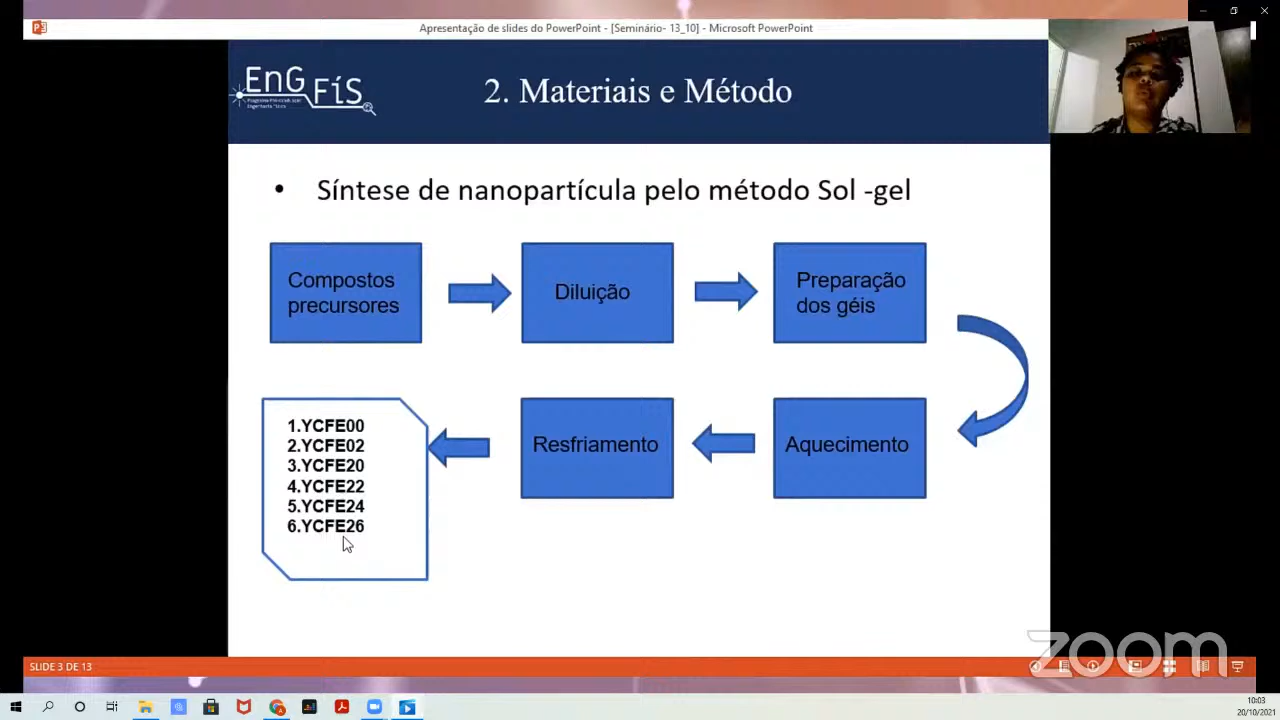 Apresentação de slides do PowerPoint - [Seminário- 13_10] - Microsoft PowerPoint
EnG FíS
2. Materiais e Método
• Síntese de nanopartícula pelo método Sol -gel
Compostos
precursores
Diluição
Preparação
dos géis
1.YCFE00
2.YCFE02
3.YCFE20
4.YCFE22
5.YCFE24
6.YCFE26
Resfriamento
Aquecimento
zoom
SLIDE 3 DE 13
10:03
20/10/2021